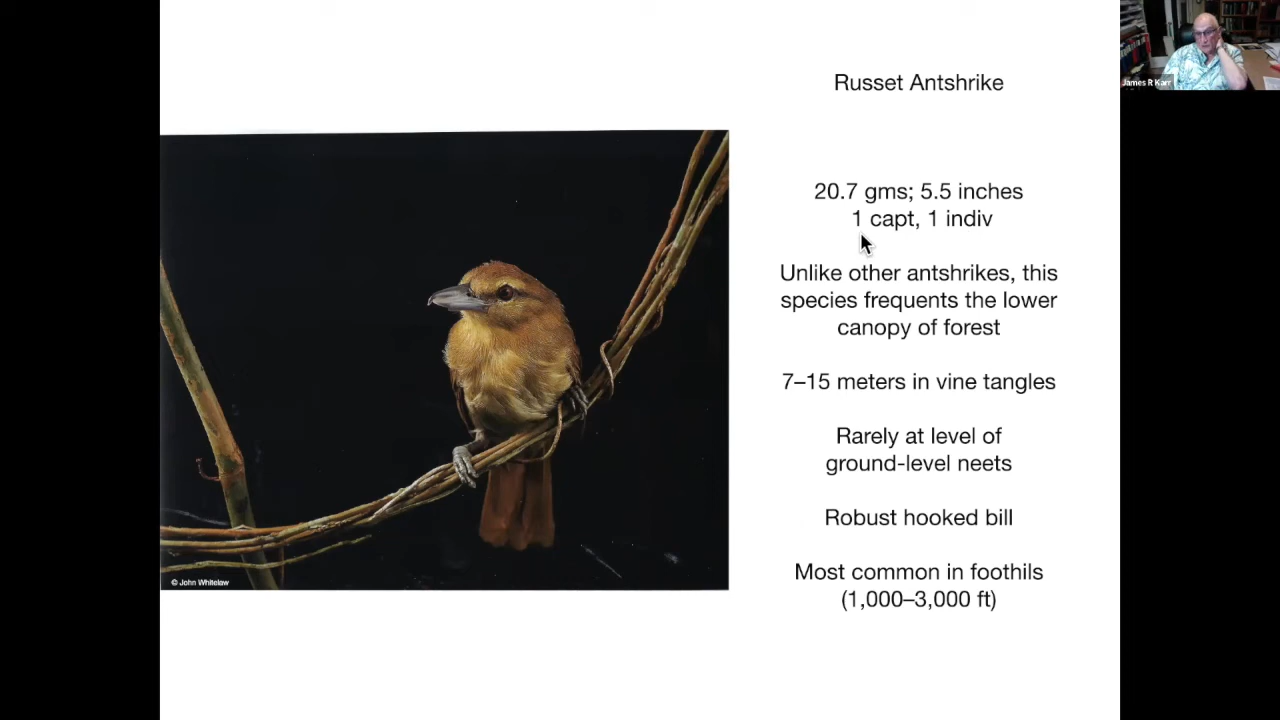 James R Karr
Russet Antshrike
20.7 gms; 5.5 inches
1 capt, 1 indiv
Unlike other antshrikes, this
species frequents the lower
canopy of forest
7–15 meters in vine tangles
Rarely at level of
ground-level neets
Robust hooked bill
Most common in foothils
(1,000–3,000 ft)
© John Whitelaw